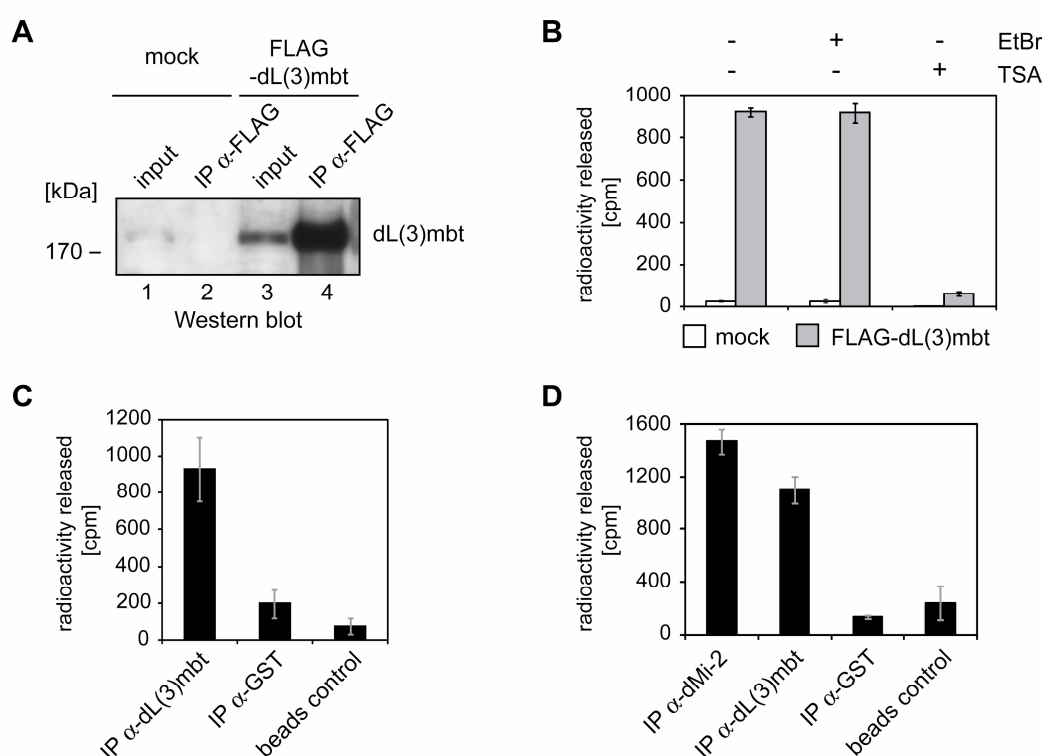 A
mock
FLAG
-dL(3)mbt
input
IP α-FLAG
input
IP α-FLAG
[kDa]
170 –
dL(3)mbt
1 2 3 4
Western blot
B
- + - EtBr
- - + TSA
radioactivity released
[cpm]
1000
800
600
400
200
0
mock FLAG-dL(3)mbt
C
radioactivity released
[cpm]
1200
1000
800
600
400
200
0
IP α-dL(3)mbt
IP α-GST
beads control
D
radioactivity released
[cpm]
1600
1200
800
400
0
IP α-dMi-2
IP α-dL(3)mbt
IP α-GST
beads control